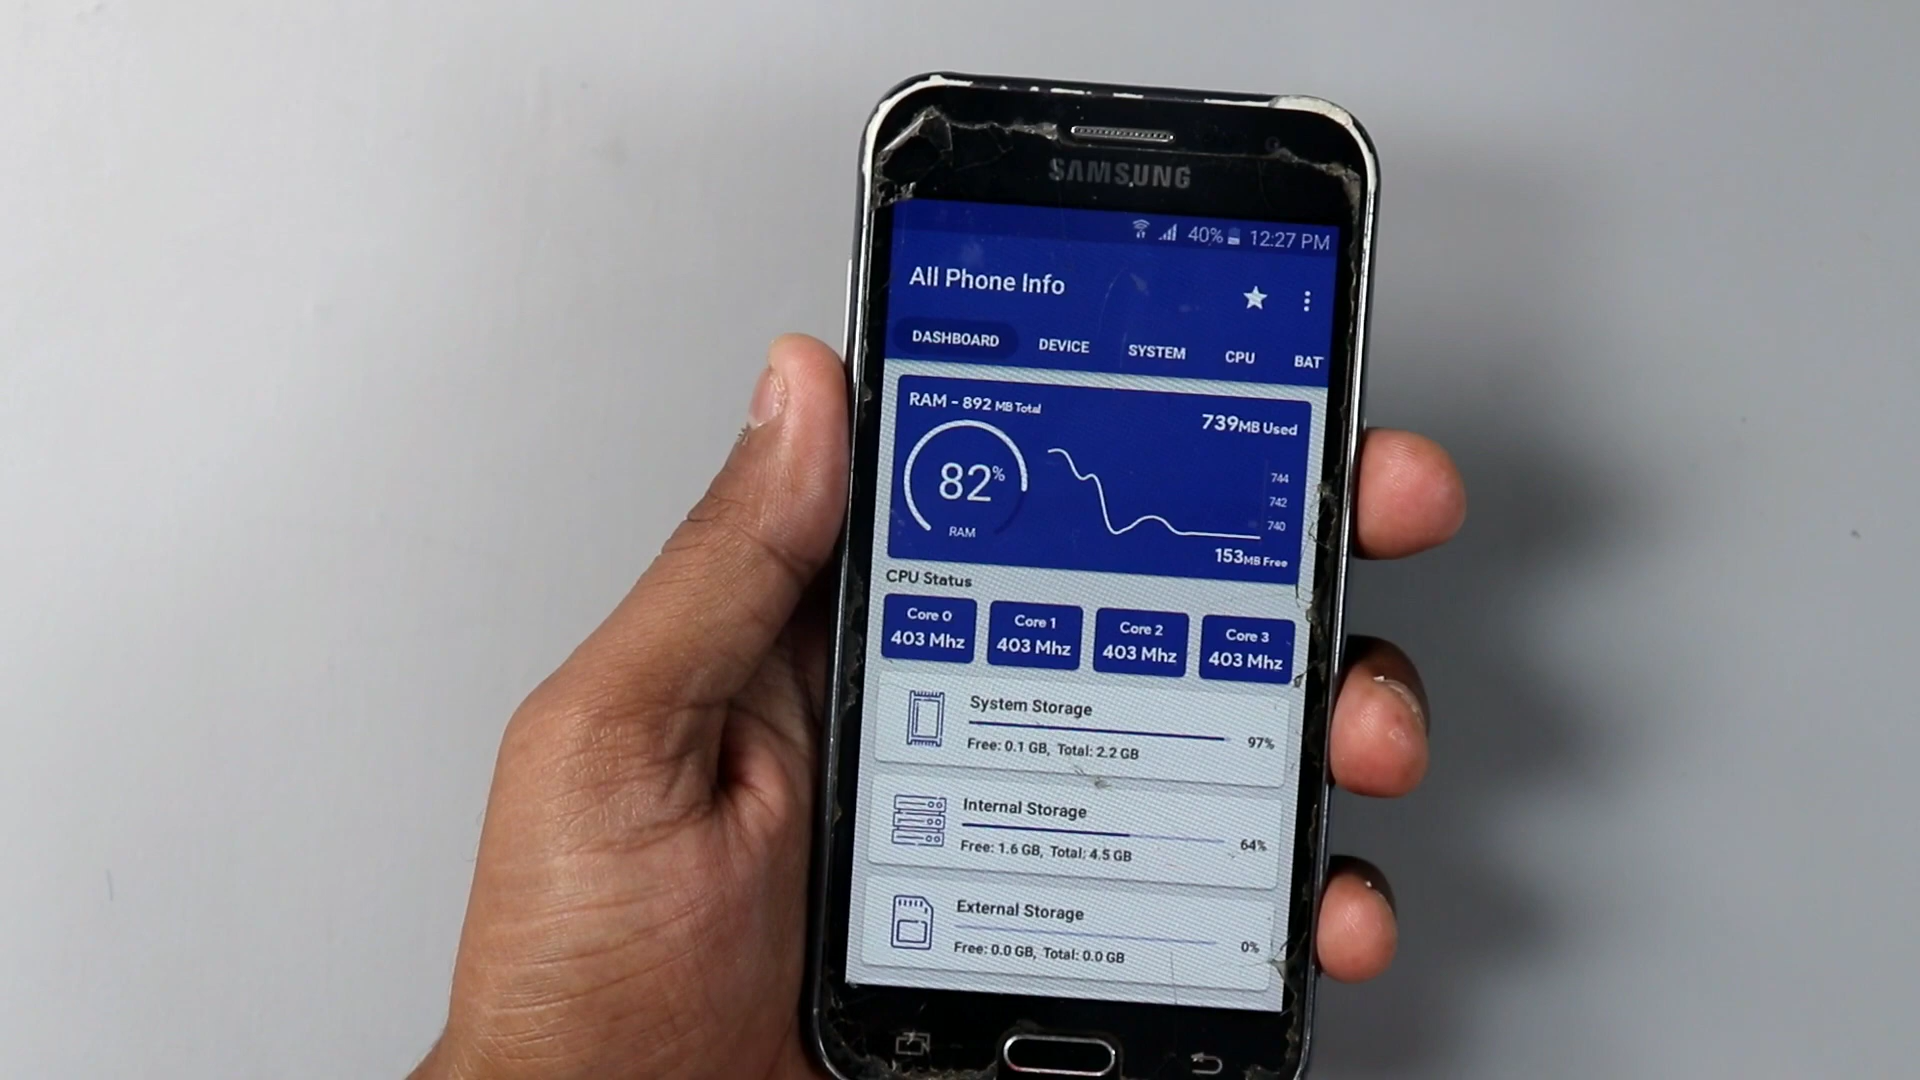 SAMSUNG
40% 12:27 PM
All Phone Info
DASHBOARD DEVICE SYSTEM CPU BAT
RAM - 892 MB Total
739MB Used
82%
RAM
744
742
740
153MB Free
CPU Status
Core 0 Core 1 Core 2 Core 3
403 Mhz 403 Mhz 403 Mhz 403 Mhz
System Storage
97%
Free: 0.1 GB, Total: 2.2 GB
Internal Storage
64%
Free: 1.6 GB, Total: 4.5 GB
External Storage
0%
Free: 0.0 GB, Total: 0.0 GB